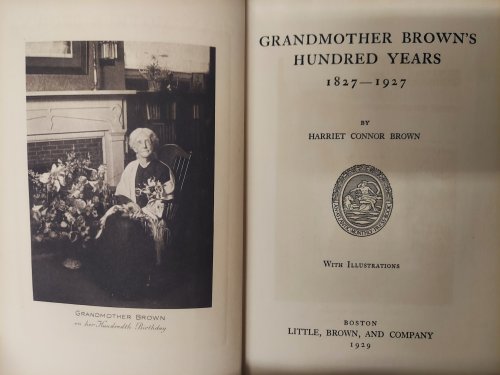 GRANDMOTHER BROWN
on her Hundredth Birthday
GRANDMOTHER BROWN'S
HUNDRED YEARS
1827—1927
BY
HARRIET CONNOR BROWN
WITH ILLUSTRATIONS
BOSTON
LITTLE, BROWN, AND COMPANY
1929